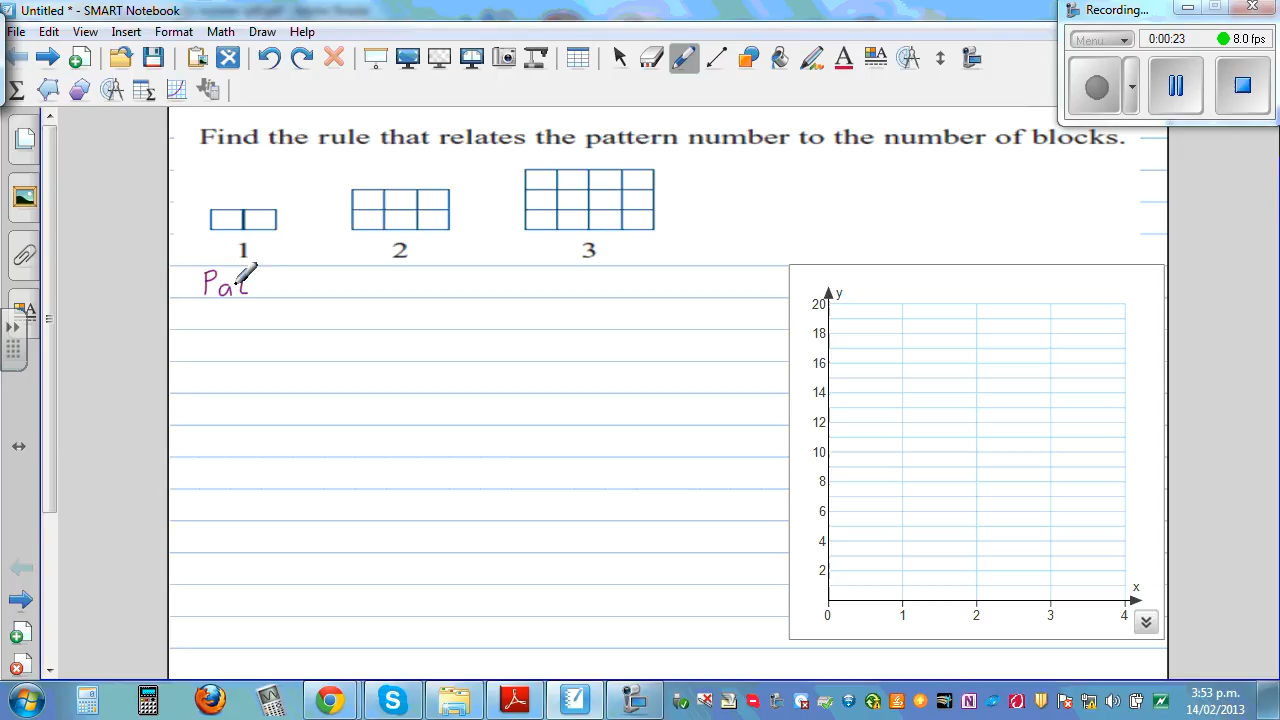 Untitled * - SMART Notebook
File Edit View Insert Format Math Draw Help
Recording...
Menu 0:00:23 8.0 fps
Find the rule that relates the pattern number to the number of blocks.
1 2 3
Pat
y
20
18
16
14
12
10
8
6
4
2
x
0 1 2 3 4
3:53 p.m.
14/02/2013